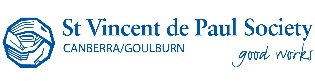 St Vincent de Paul Society
CANBERRA/GOULBURN
good works